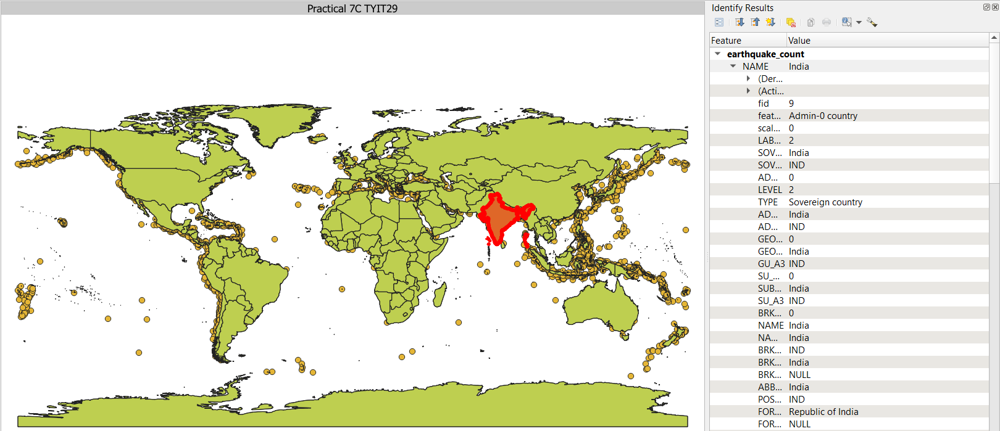 Practical 7C TYIT29
Identify Results
Feature Value
earthquake_count
NAME India
(Der...
(Acti...
fid 9
feat... Admin-0 country
scal... 0
LAB... 2
SOV... India
SOV... IND
AD... 0
LEVEL 2
TYPE Sovereign country
AD... India
AD... IND
GEO... 0
GEO... India
GU_A3 IND
SU_... 0
SUB... India
SU_A3 IND
BRK... 0
NAME India
NA... India
BRK... IND
BRK... India
BRK... NULL
ABB... India
POS... IND
FOR... Republic of India
FOR... NULL